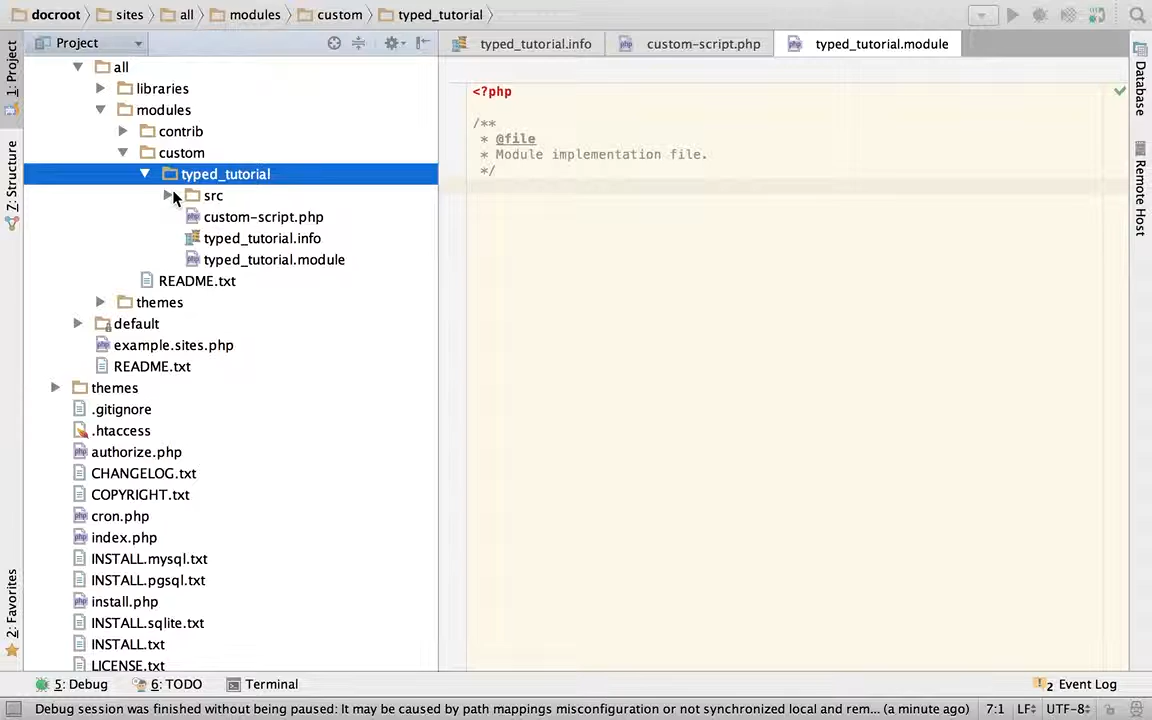 docroot sites all modules custom typed_tutorial
1: Project
Project
typed_tutorial.info custom-script.php typed_tutorial.module
all
libraries
modules
contrib
custom
typed_tutorial
src
custom-script.php
typed_tutorial.info
typed_tutorial.module
README.txt
themes
default
example.sites.php
README.txt
themes
.gitignore
.htaccess
authorize.php
CHANGELOG.txt
COPYRIGHT.txt
cron.php
index.php
INSTALL.mysql.txt
INSTALL.pgsql.txt
install.php
INSTALL.sqlite.txt
INSTALL.txt
LICENSE.txt
Z: Structure
2: Favorites
<?php
/**
* @file
* Module implementation file.
*/
Database
Remote Host
5: Debug 6: TODO Terminal 2 Event Log
Debug session was finished without being paused: It may be caused by path mappings misconfiguration or not synchronized local and rem... (a minute ago) 7:1 LF UTF-8